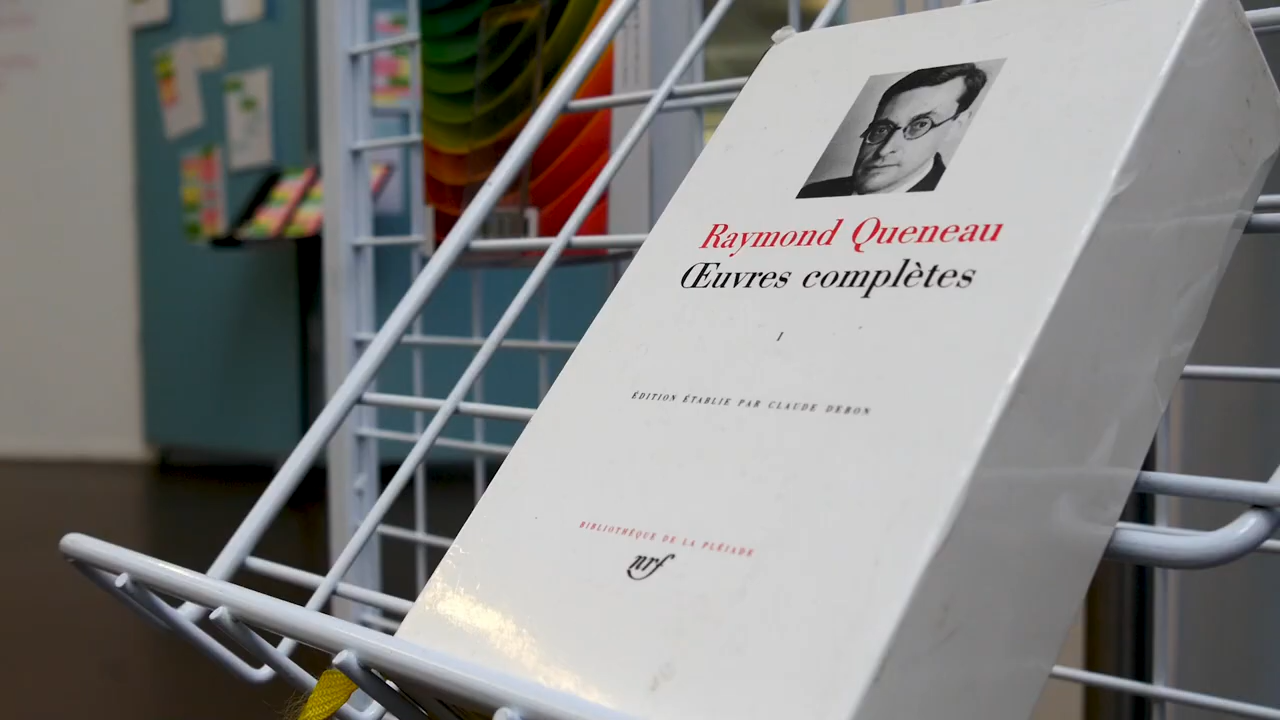 Raymond Queneau
Œuvres complètes
I
ÉDITION ÉTABLIE PAR CLAUDE DEBON
BIBLIOTHÈQUE DE LA PLÉIADE
nrf